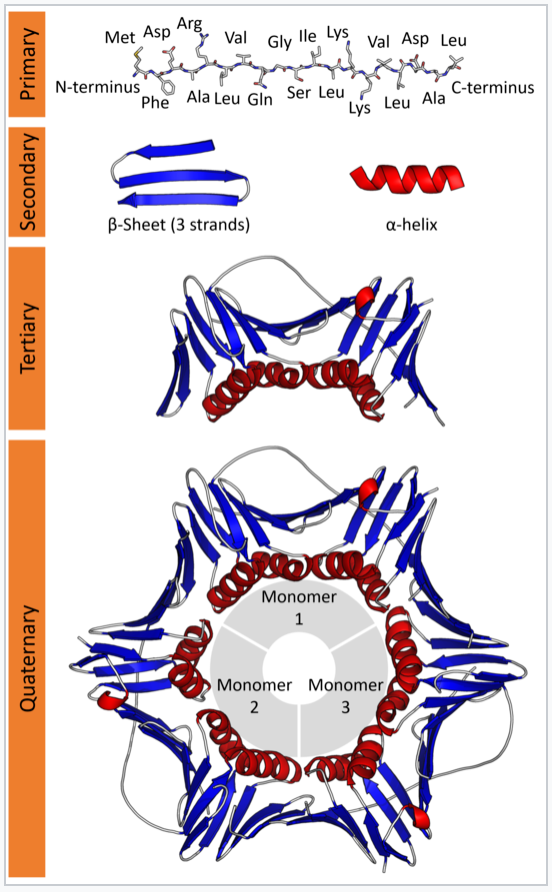 Primary
Met Asp Arg Val Gly Ile Lys Val Asp Leu
N-terminus C-terminus
Phe Ala Leu Gln Ser Leu Lys Leu Ala
Secondary
β-Sheet (3 strands) α-helix
Tertiary
Quaternary
Monomer
1
Monomer
2
Monomer
3